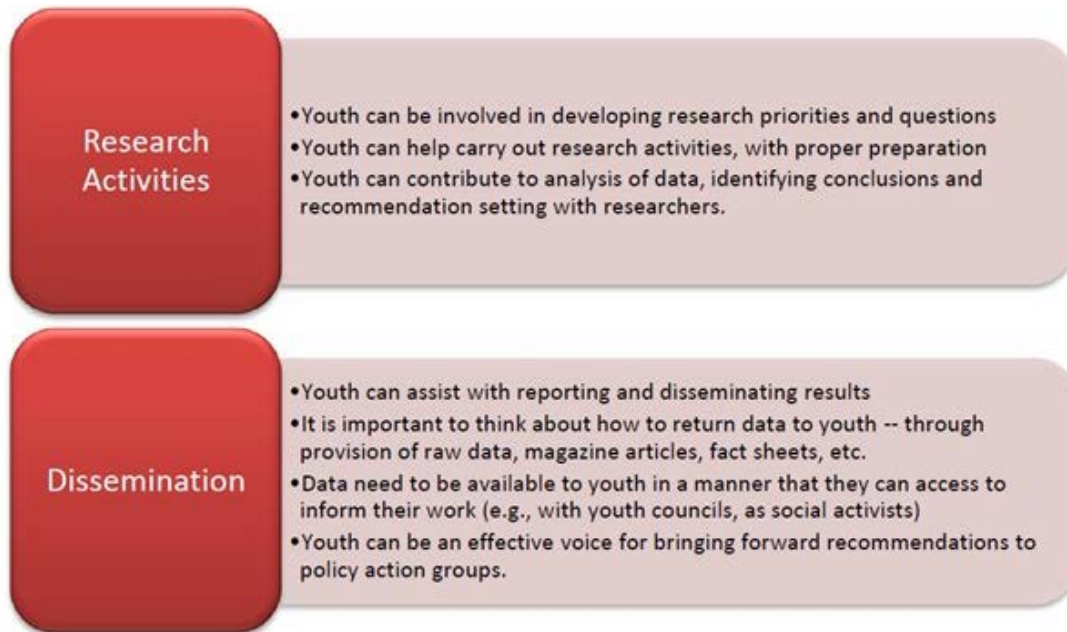 Research
Activities
•Youth can be involved in developing research priorities and questions
•Youth can help carry out research activities, with proper preparation
•Youth can contribute to analysis of data, identifying conclusions and
recommendation setting with researchers.
Dissemination
•Youth can assist with reporting and disseminating results
•It is important to think about how to return data to youth -- through
provision of raw data, magazine articles, fact sheets, etc.
•Data need to be available to youth in a manner that they can access to
inform their work (e.g., with youth councils, as social activists)
•Youth can be an effective voice for bringing forward recommendations to
policy action groups.